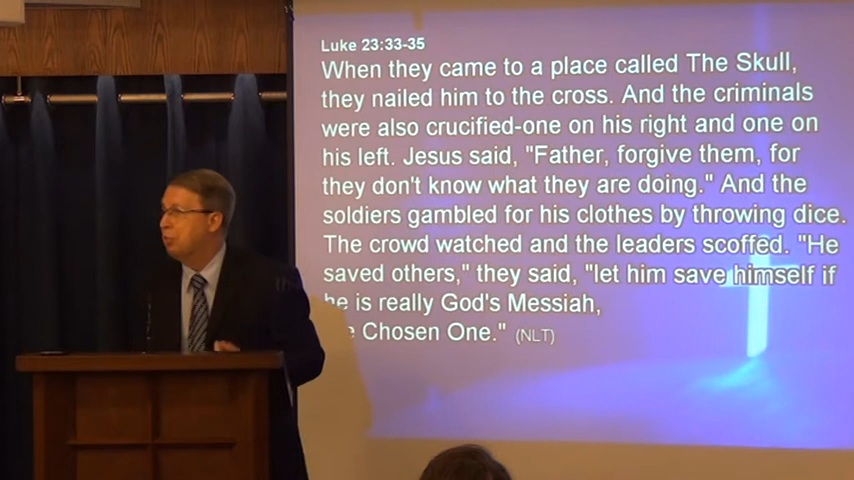 Luke 23:33-35
When they came to a place called The Skull,
they nailed him to the cross. And the criminals
were also crucified-one on his right and one on
his left. Jesus said, "Father, forgive them, for
they don't know what they are doing." And the
soldiers gambled for his clothes by throwing dice.
The crowd watched and the leaders scoffed. "He
saved others," they said, "let him save himself if
he is really God's Messiah,
Chosen One." (NLT)